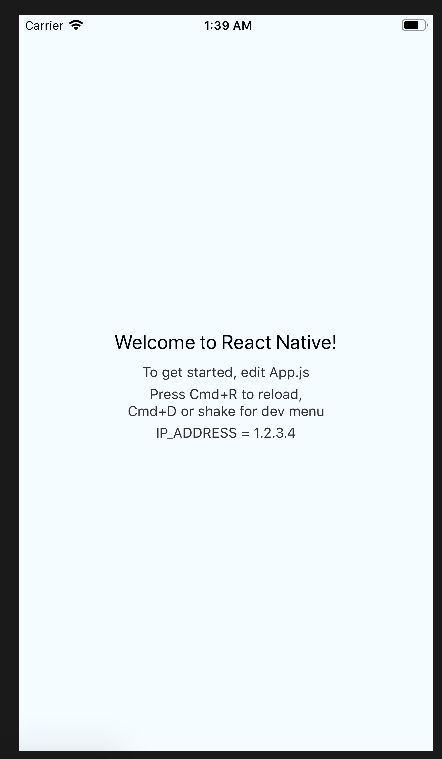 Carrier 1:39 AM
Welcome to React Native!
To get started, edit App.js
Press Cmd+R to reload,
Cmd+D or shake for dev menu
IP_ADDRESS = 1.2.3.4